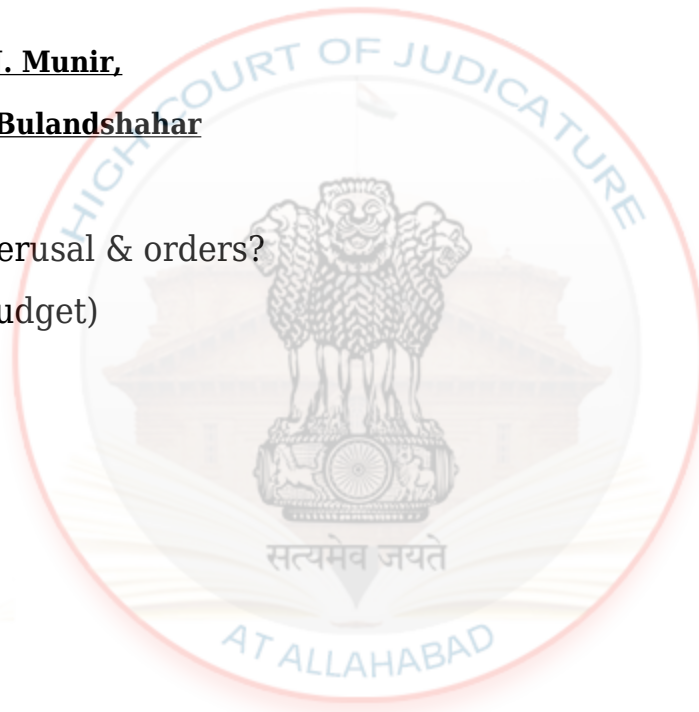 J. Munir,
Bulandshahar
erusal & orders?
udget)
HIGH COURT OF JUDICATURE
सत्यमेव जयते
AT ALLAHABAD